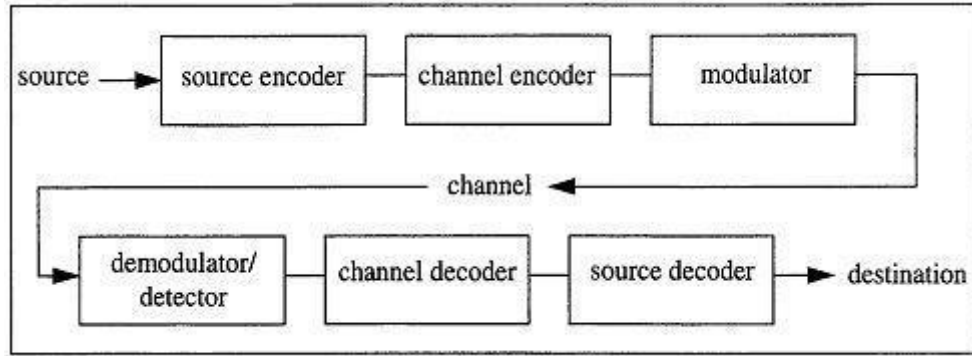 source
source encoder
channel encoder
modulator
channel
demodulator/
detector
channel decoder
source decoder
destination